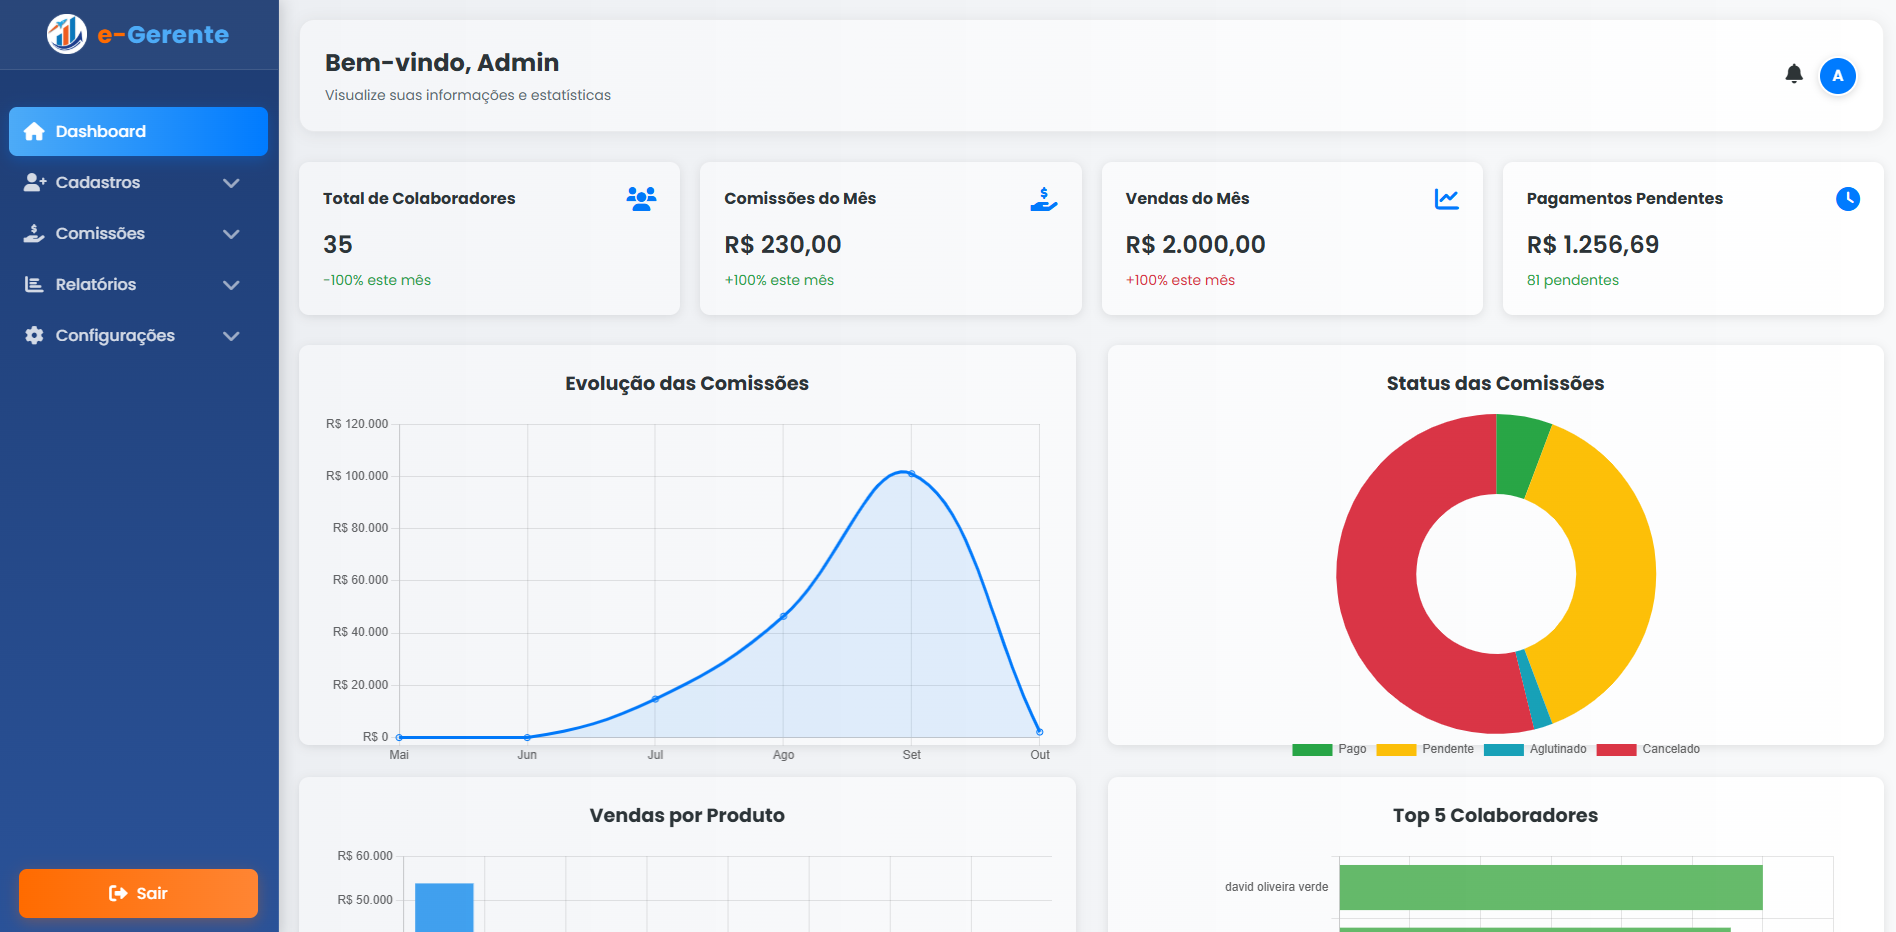 e-Gerente
Dashboard
Cadastros
Comissões
Relatórios
Configurações
Sair
Bem-vindo, Admin
Visualize suas informações e estatísticas
A
Total de Colaboradores
35
-100% este mês
Comissões do Mês
R$ 230,00
+100% este mês
Vendas do Mês
R$ 2.000,00
+100% este mês
Pagamentos Pendentes
R$ 1.256,69
81 pendentes
Evolução das Comissões
R$ 120.000
R$ 100.000
R$ 80.000
R$ 60.000
R$ 40.000
R$ 20.000
R$ 0
Mai Jun Jul Ago Set Out
Status das Comissões
Pago Pendente Aglutinado Cancelado
Vendas por Produto
R$ 60.000
R$ 50.000
Top 5 Colaboradores
david oliveira verde